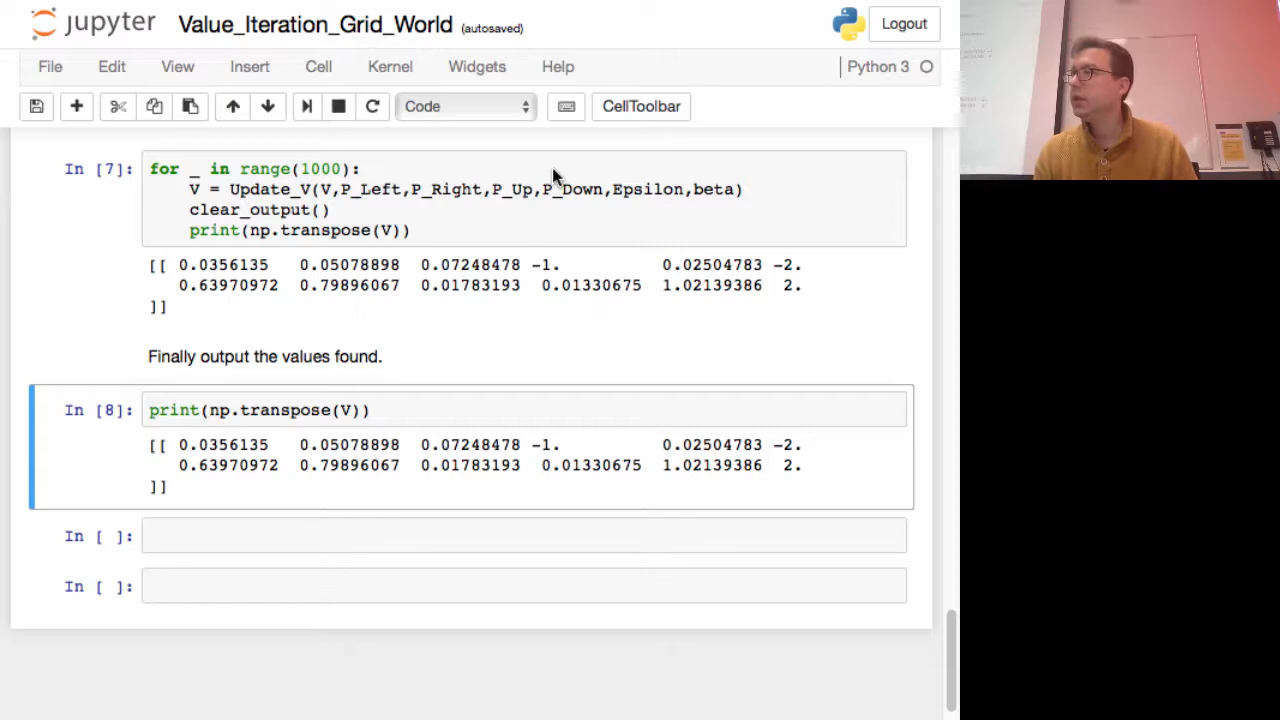 jupyter Value_Iteration_Grid_World (autosaved) Logout
File Edit View Insert Cell Kernel Widgets Help Python 3
Code CellToolbar
In [7]: for _ in range(1000):
V = Update_V(V,P_Left,P_Right,P_Up,P_Down,Epsilon,beta)
clear_output()
print(np.transpose(V))
[[ 0.0356135 0.05078898 0.07248478 -1. 0.02504783 -2.
0.63970972 0.79896067 0.01783193 0.01330675 1.02139386 2.
]]
Finally output the values found.
In [8]: print(np.transpose(V))
[[ 0.0356135 0.05078898 0.07248478 -1. 0.02504783 -2.
0.63970972 0.79896067 0.01783193 0.01330675 1.02139386 2.
]]
In [ ]:
In [ ]: